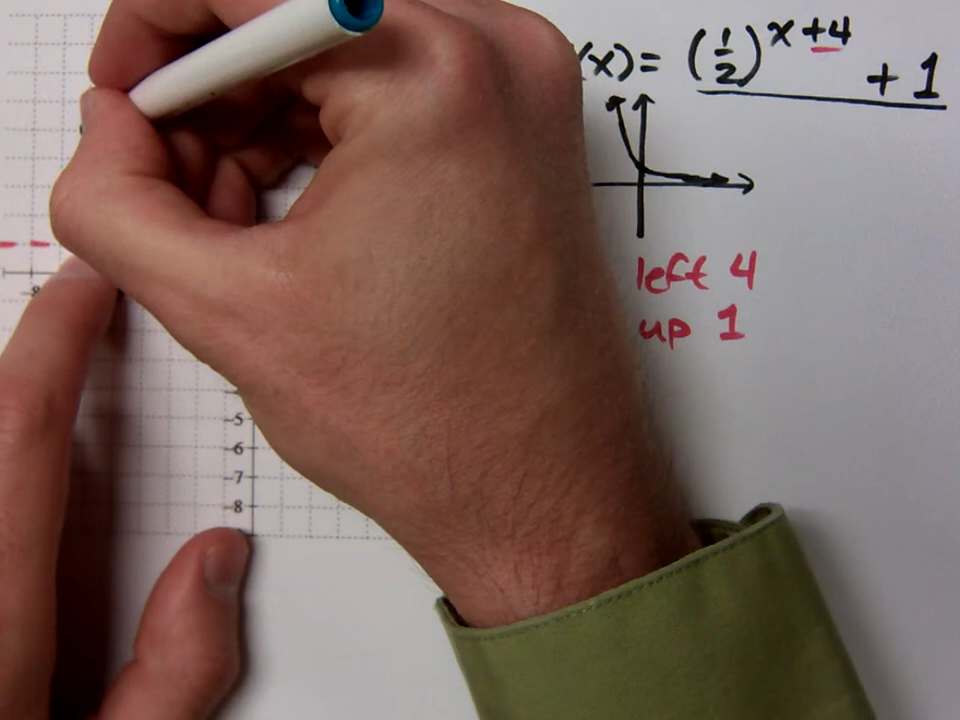 (x) = (1/2)^(x+4) + 1
left 4
up 1
-5
-6
-7
-8